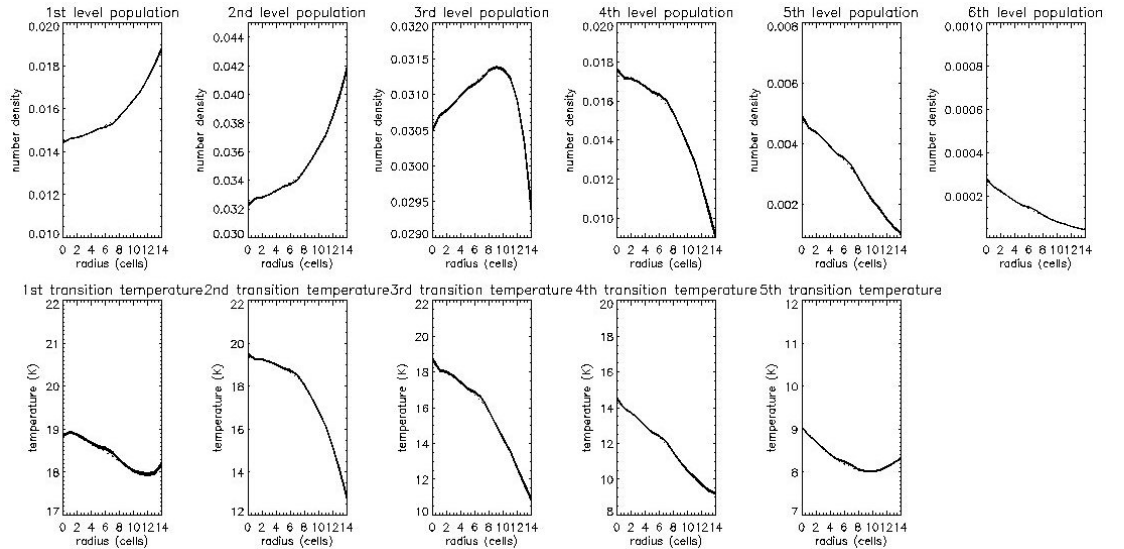 1st level population
2nd level population
3rd level population
4th level population
5th level population
6th level population
number density
0.020
0.018
0.016
0.014
0.012
0.010
0 2 4 6 8 101214
radius (cells)
number density
0.044
0.042
0.040
0.038
0.036
0.034
0.032
0.030
0 2 4 6 8 101214
radius (cells)
number density
0.0320
0.0315
0.0310
0.0305
0.0300
0.0295
0.0290
0 2 4 6 8 101214
radius (cells)
number density
0.020
0.018
0.016
0.014
0.012
0.010
0 2 4 6 8 101214
radius (cells)
number density
0.008
0.006
0.004
0.002
0 2 4 6 8 101214
radius (cells)
number density
0.0010
0.0008
0.0006
0.0004
0.0002
0 2 4 6 8 101214
radius (cells)
1st transition temperature
2nd transition temperature
3rd transition temperature
4th transition temperature
5th transition temperature
temperature (K)
22
21
20
19
18
17
0 2 4 6 8 101214
radius (cells)
temperature (K)
22
20
18
16
14
12
0 2 4 6 8 101214
radius (cells)
temperature (K)
22
20
18
16
14
12
10
0 2 4 6 8 101214
radius (cells)
temperature (K)
20
18
16
14
12
10
8
0 2 4 6 8 101214
radius (cells)
temperature (K)
12
11
10
9
8
7
0 2 4 6 8 101214
radius (cells)